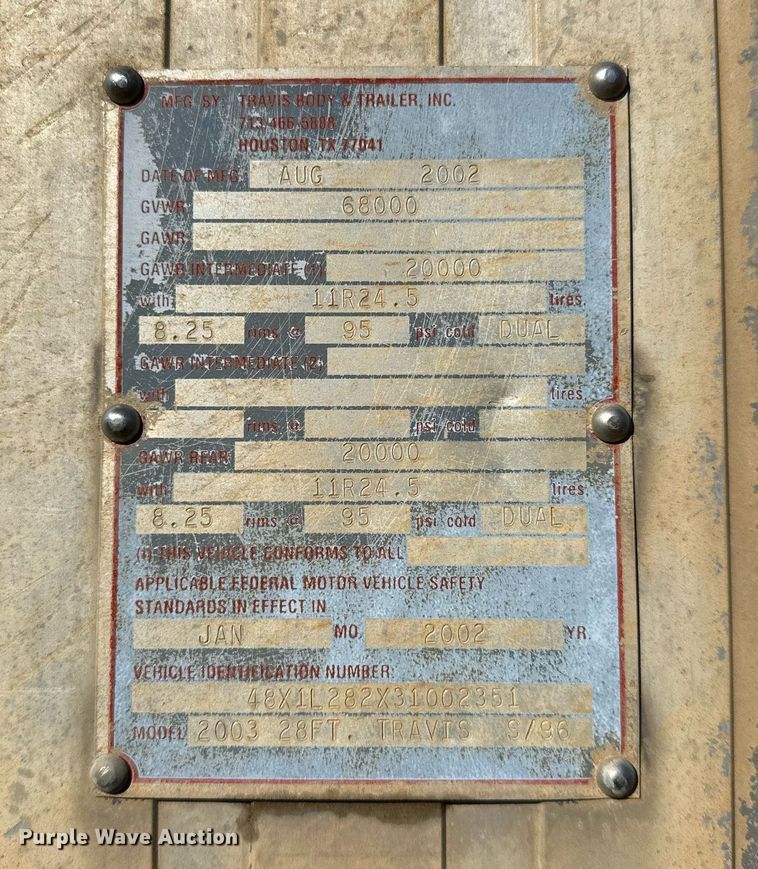 MFG. BY: TRAVIS BODY & TRAILER, INC.
713.466.5888
HOUSTON, TX 77041
DATE OF MFG. AUG 2002
GVWR 68000
GAWR
GAWR INTERMEDIATE (1) 20000
with 11R24.5 tires,
8.25 rims @ 95 psi cold DUAL
GAWR INTERMEDIATE (2)
with tires,
rims @ psi cold
GAWR REAR 20000
with 11R24.5 tires,
8.25 rims @ 95 psi cold DUAL
THIS VEHICLE CONFORMS TO ALL
APPLICABLE FEDERAL MOTOR VEHICLE SAFETY
STANDARDS IN EFFECT IN
JAN MO. 2002 YR.
VEHICLE IDENTIFICATION NUMBER:
48X1L282X31002351
MODEL 2003 28FT. TRAVIS S/96
Purple Wave Auction